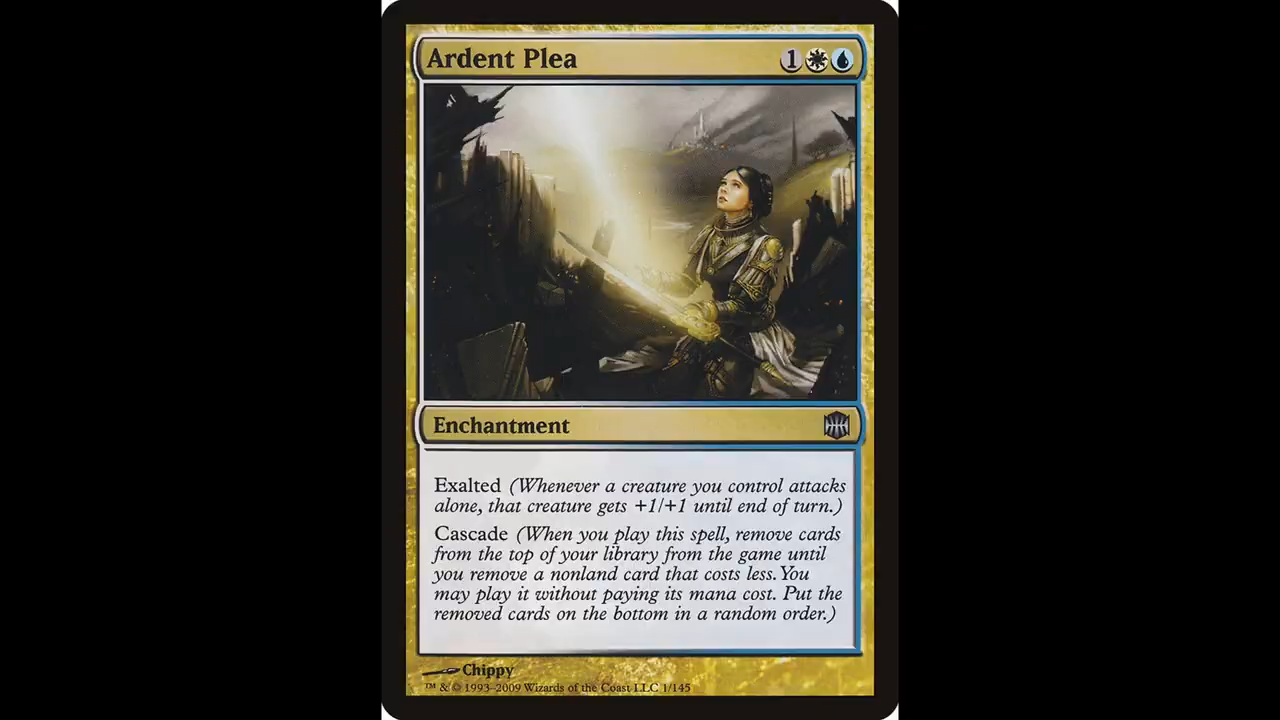 Ardent Plea 1
Enchantment
Exalted (Whenever a creature you control attacks
alone, that creature gets +1/+1 until end of turn.)
Cascade (When you play this spell, remove cards
from the top of your library from the game until
you remove a nonland card that costs less. You
may play it without paying its mana cost. Put the
removed cards on the bottom in a random order.)
Chippy
™ & © 1993–2009 Wizards of the Coast LLC 1/145